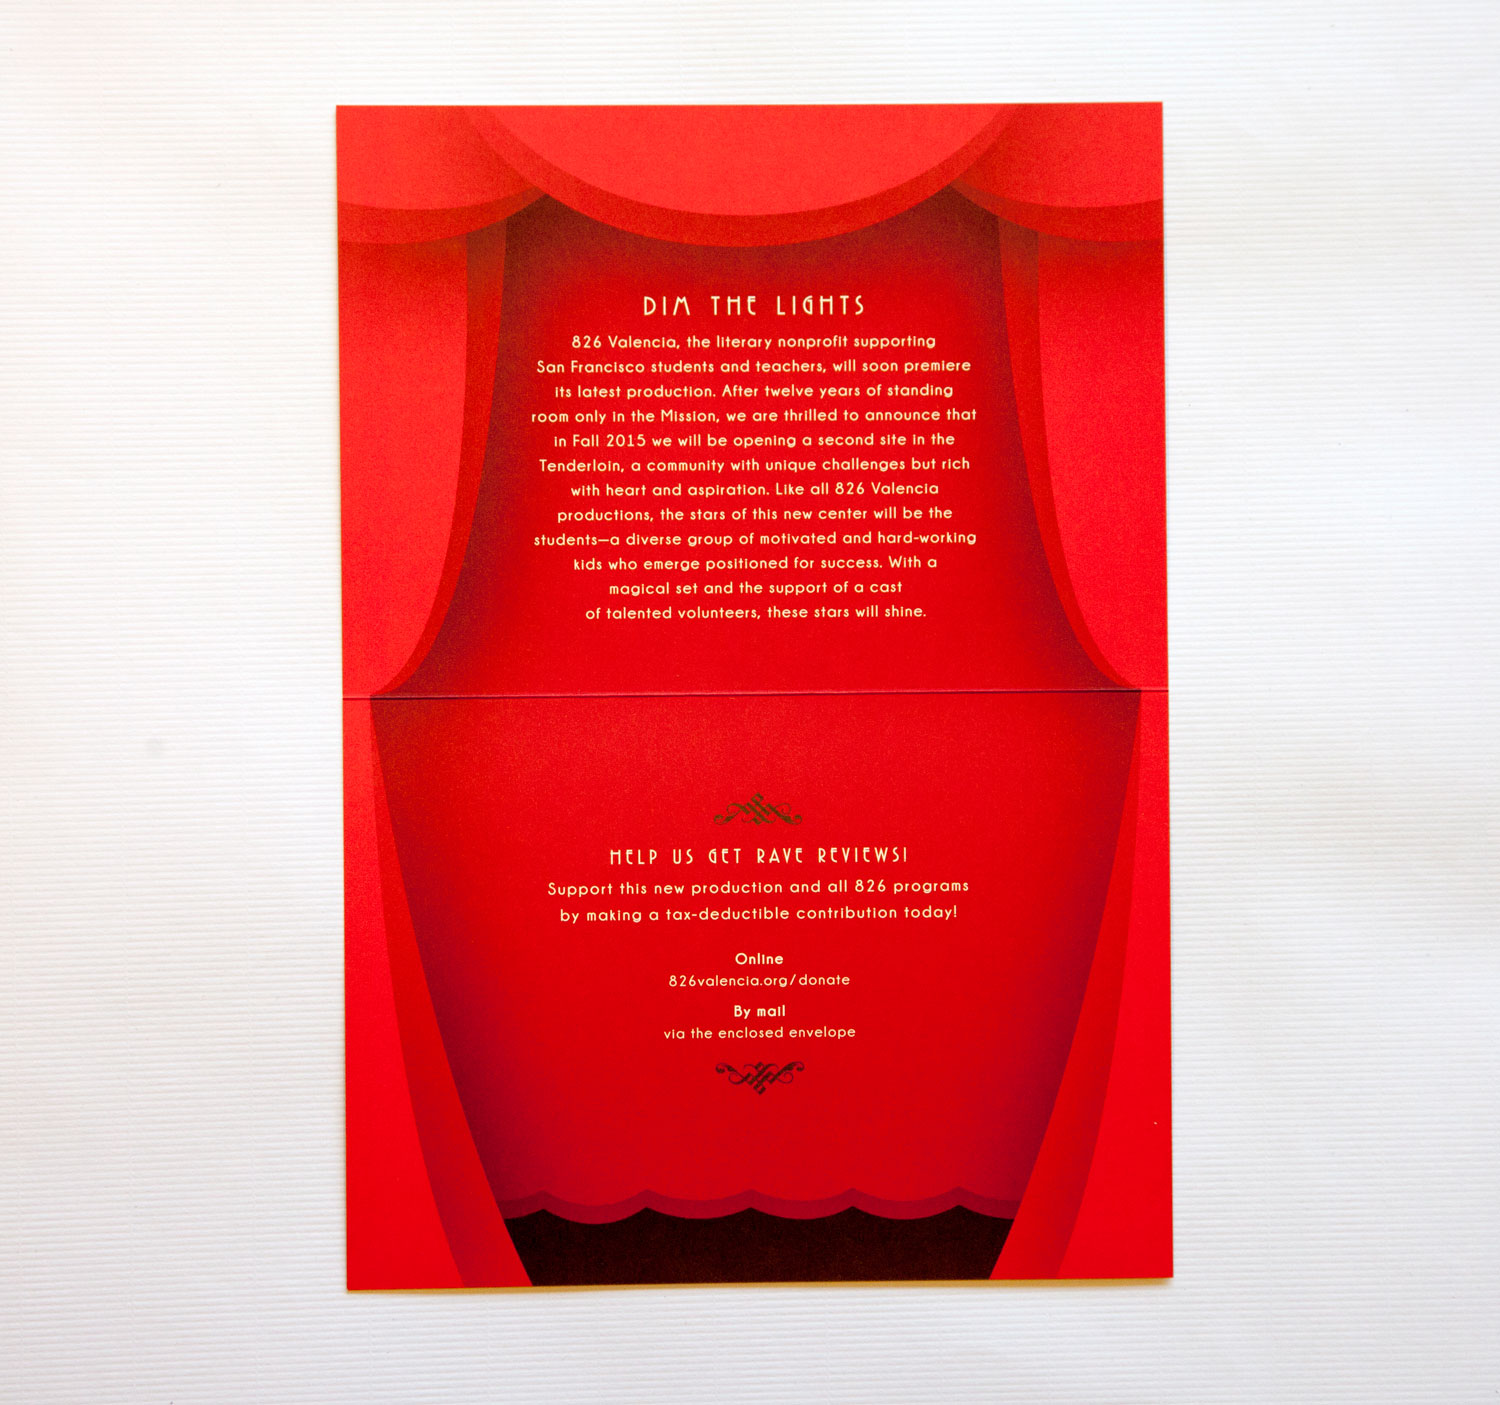 DIM THE LIGHTS
826 Valencia, the literary nonprofit supporting
San Francisco students and teachers, will soon premiere
its latest production. After twelve years of standing
room only in the Mission, we are thrilled to announce that
in Fall 2015 we will be opening a second site in the
Tenderloin, a community with unique challenges but rich
with heart and aspiration. Like all 826 Valencia
productions, the stars of this new center will be the
students—a diverse group of motivated and hard-working
kids who emerge positioned for success. With a
magical set and the support of a cast
of talented volunteers, these stars will shine.
HELP US GET RAVE REVIEWS!
Support this new production and all 826 programs
by making a tax-deductible contribution today!
Online
826valencia.org/donate
By mail
via the enclosed envelope